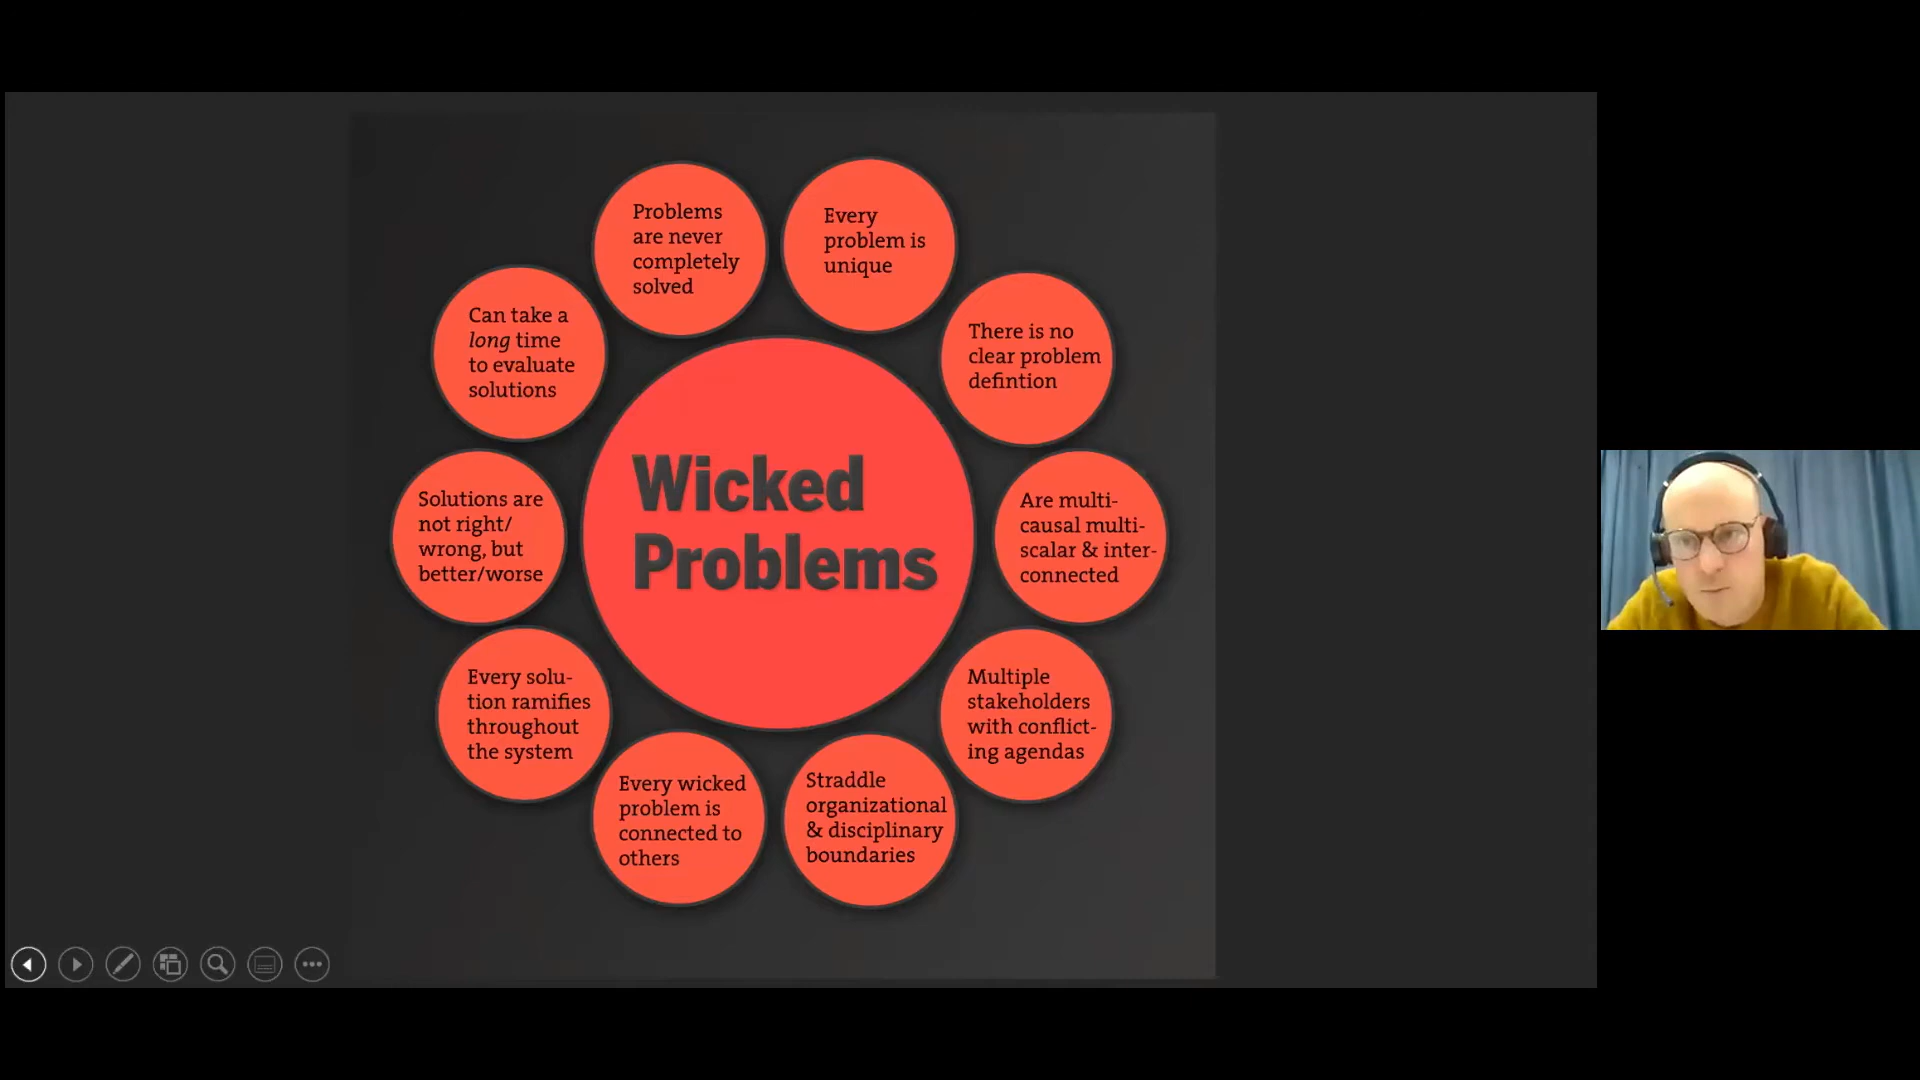 Wicked
Problems
Problems
are never
completely
solved
Every
problem is
unique
There is no
clear problem
defintion
Are multi-
causal multi-
scalar & inter-
connected
Multiple
stakeholders
with conflict-
ing agendas
Straddle
organizational
& disciplinary
boundaries
Every wicked
problem is
connected to
others
Every solu-
tion ramifies
throughout
the system
Solutions are
not right/
wrong, but
better/worse
Can take a
long time
to evaluate
solutions